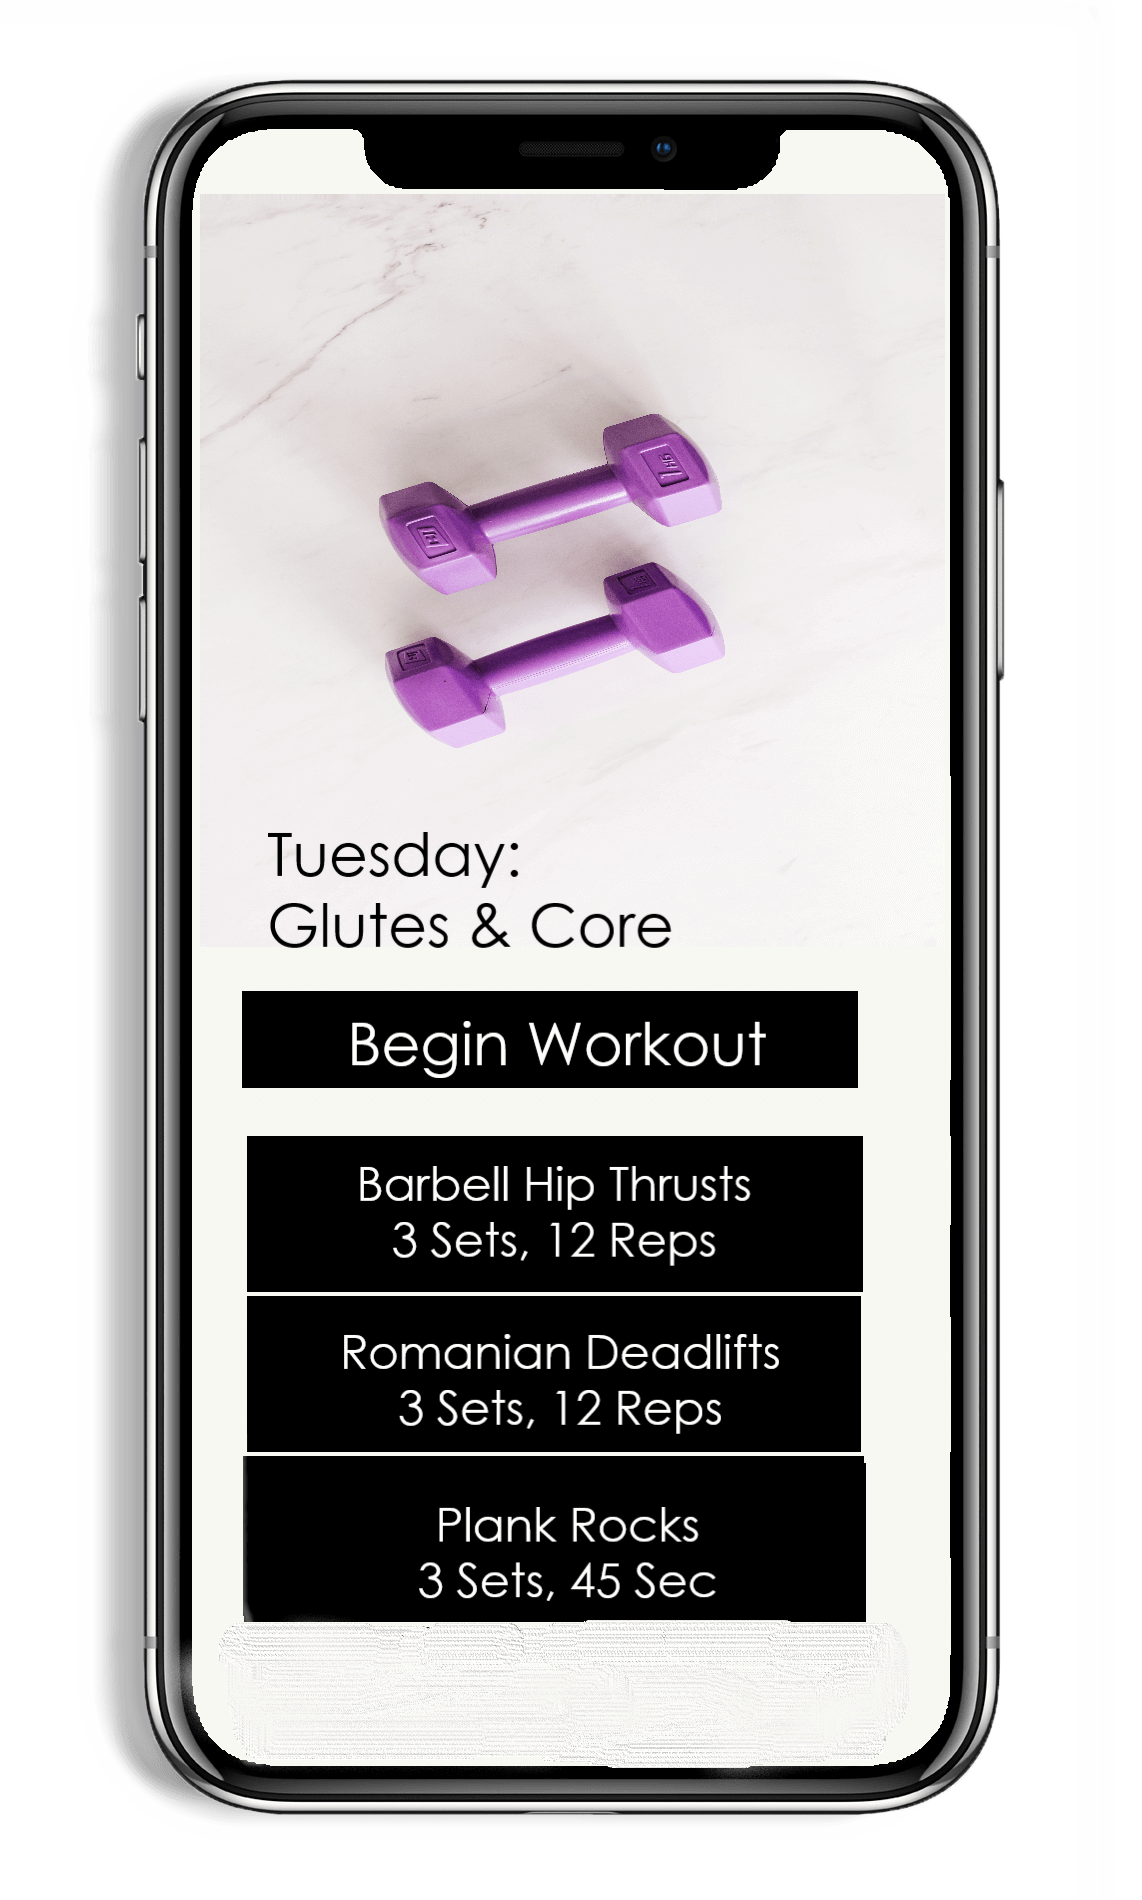 Tuesday:
Glutes & Core
Begin Workout
Barbell Hip Thrusts
3 Sets, 12 Reps
Romanian Deadlifts
3 Sets, 12 Reps
Plank Rocks
3 Sets, 45 Sec